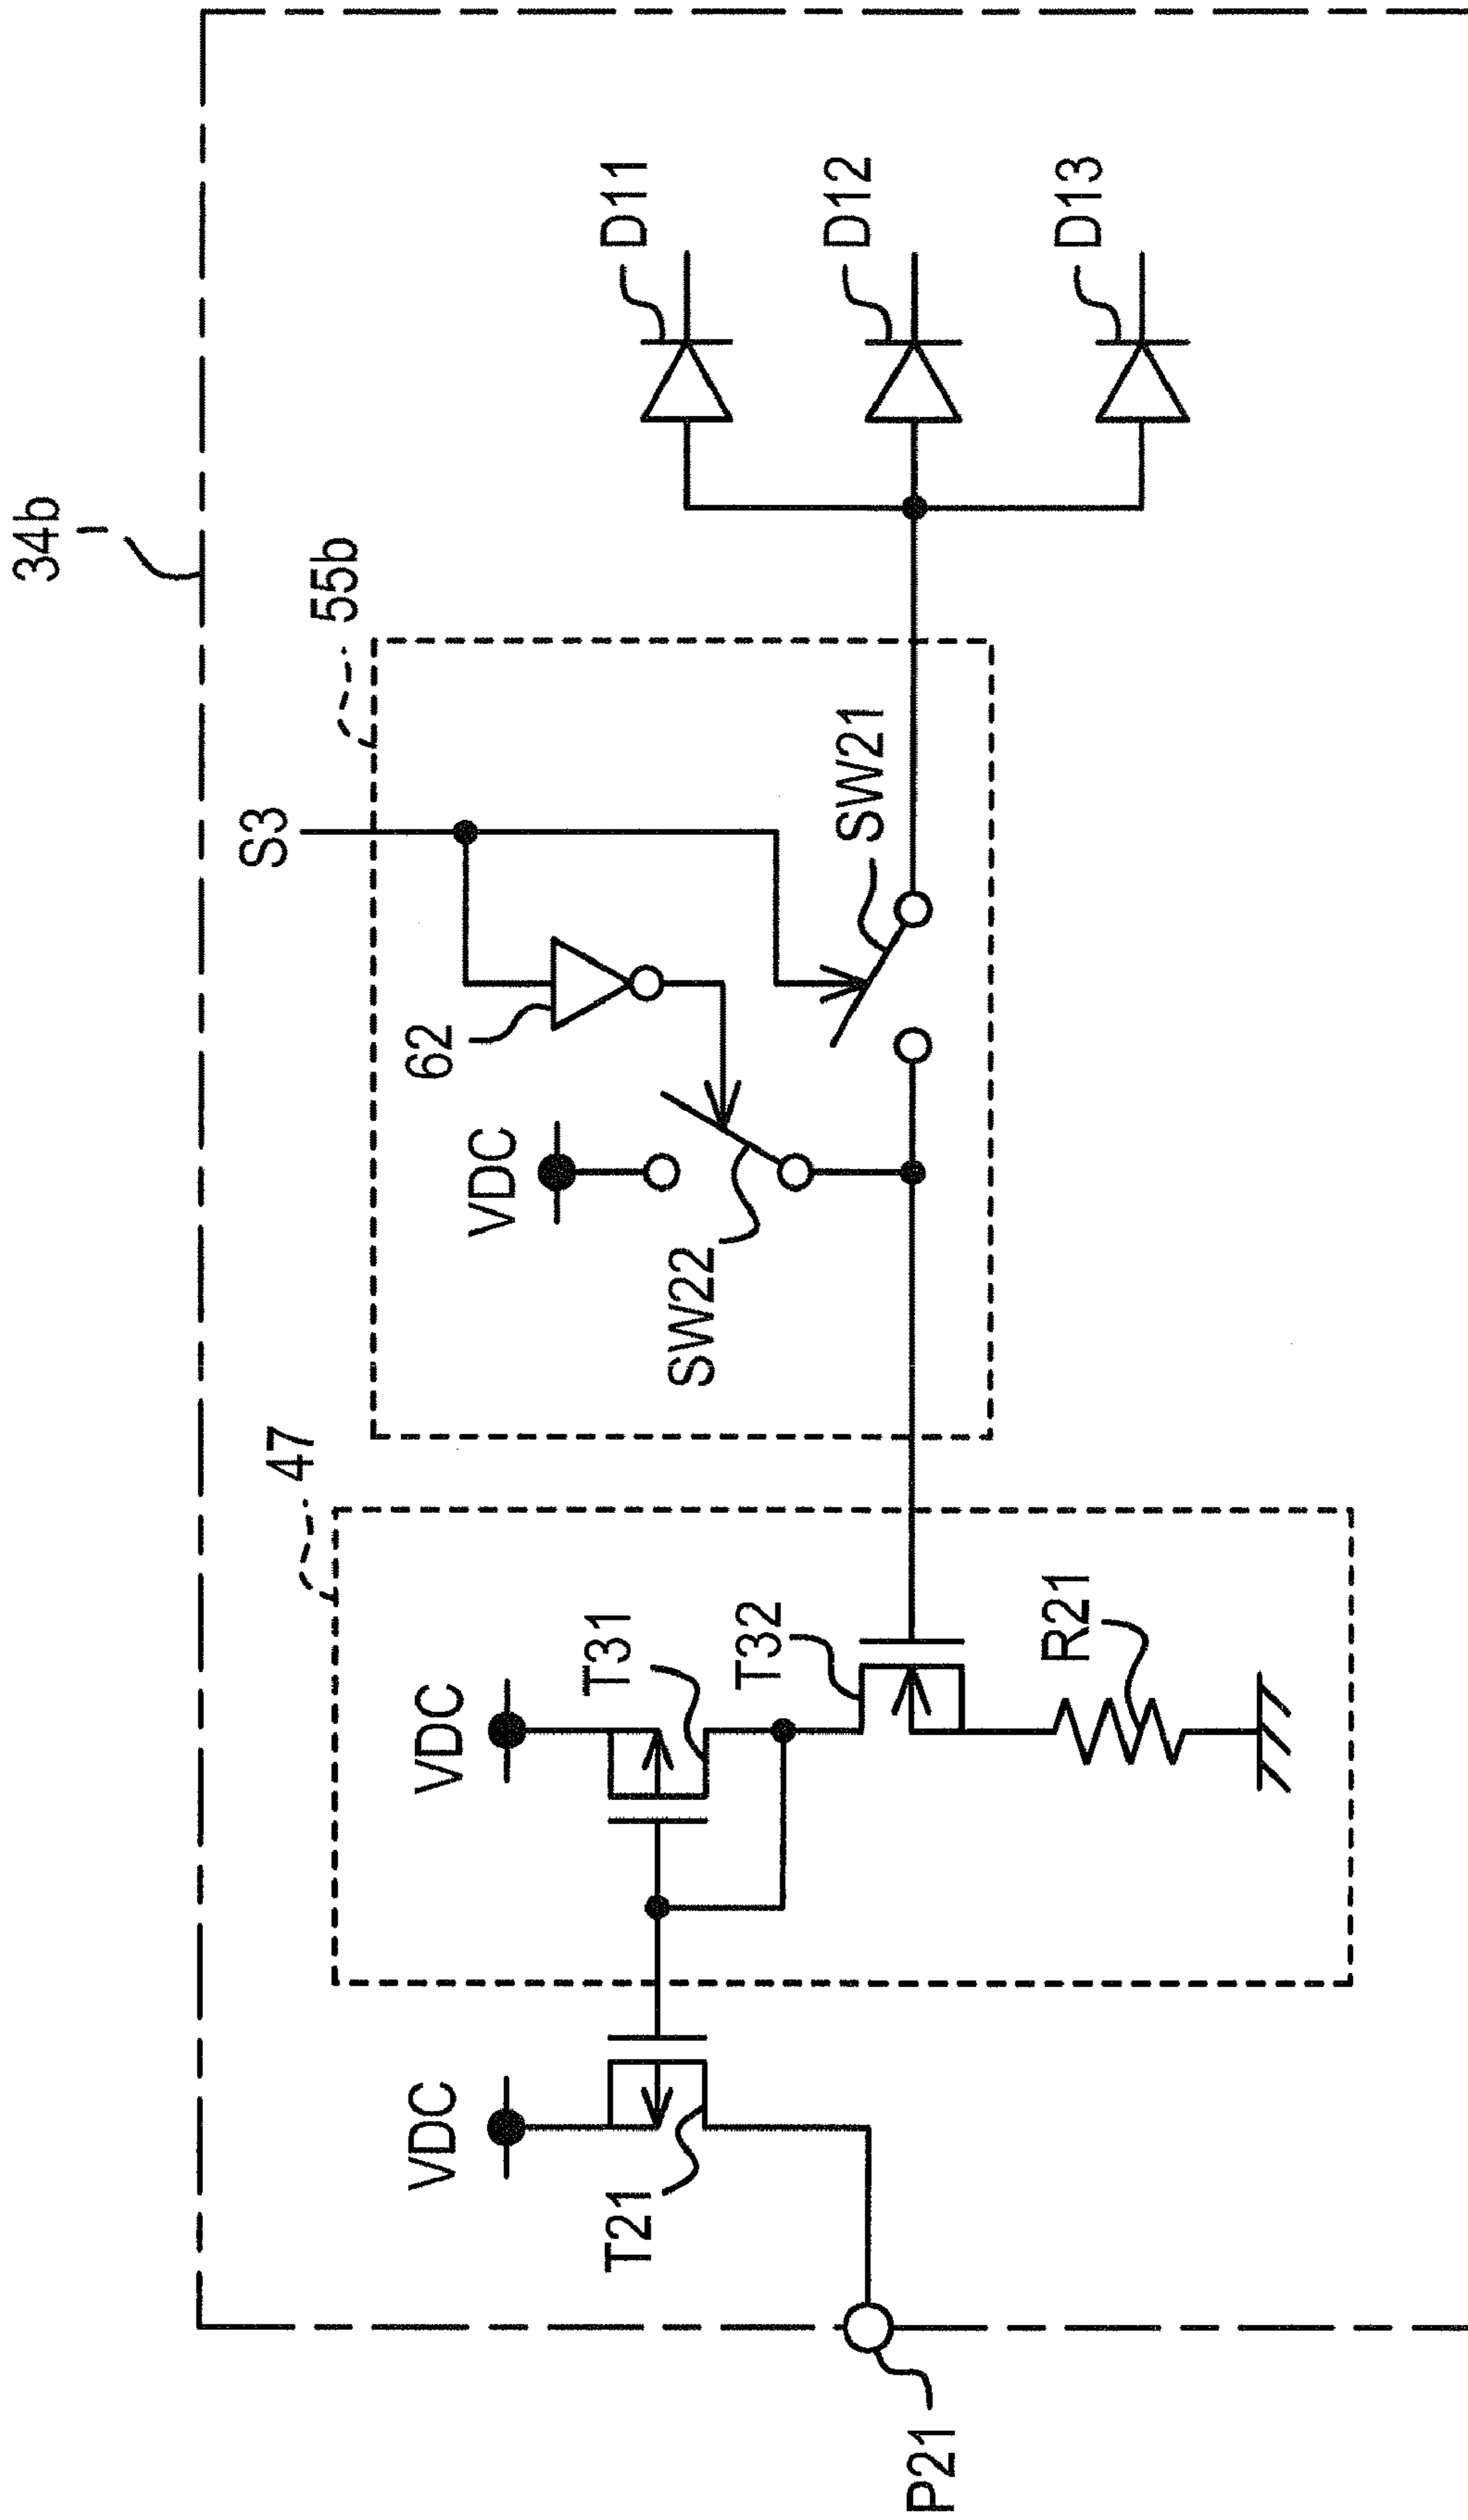 34b
55b
S3
62
VDC
SW22
SW21
D11
D12
D13
47
VDC
T31
T32
R21
VDC
T21
P21